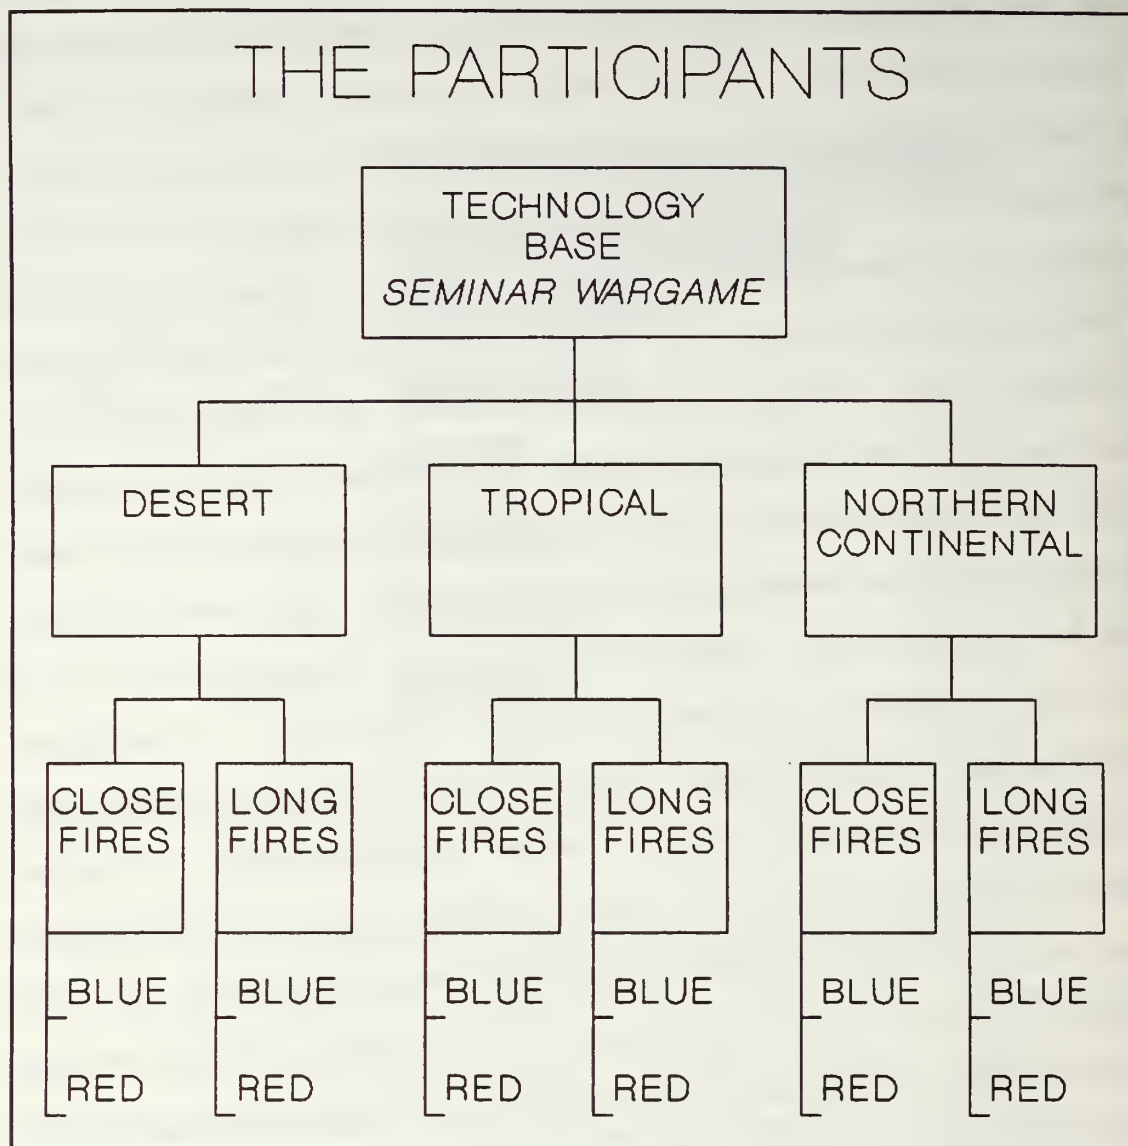 THE PARTICIPANTS
TECHNOLOGY
BASE
SEMINAR WARGAME
DESERT
TROPICAL
NORTHERN
CONTINENTAL
CLOSE
FIRES
LONG
FIRES
CLOSE
FIRES
LONG
FIRES
CLOSE
FIRES
LONG
FIRES
BLUE
BLUE
BLUE
BLUE
BLUE
BLUE
RED
RED
RED
RED
RED
RED